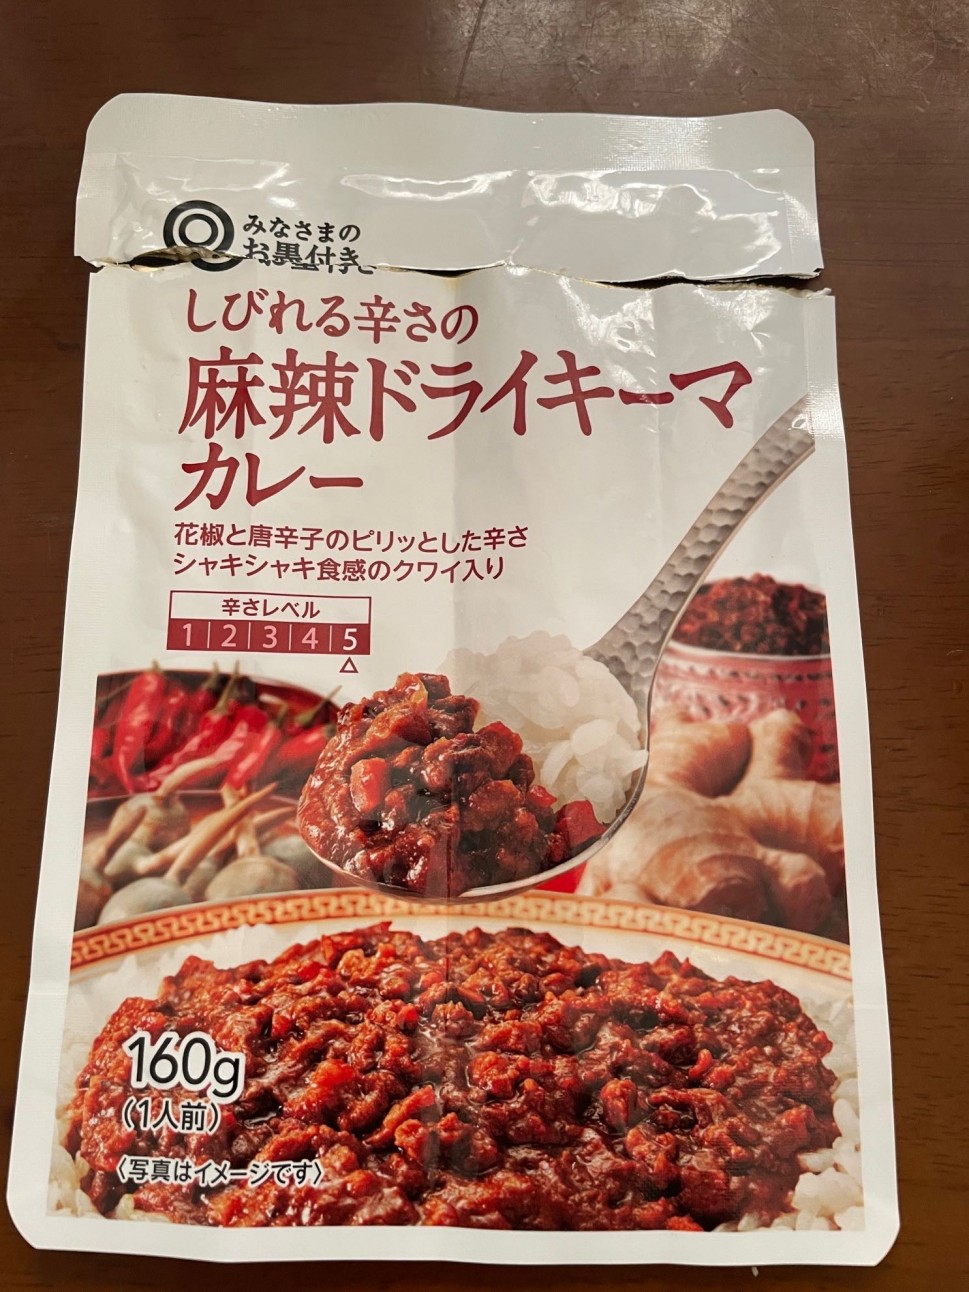 みなさまの
お墨付き
しびれる辛さの
麻辣ドライキーマ
カレー
花椒と唐辛子のピリッとした辛さ
シャキシャキ食感のクワイ入り
辛さレベル
1 2 3 4 5
160g
(1人前)
〈写真はイメージです〉